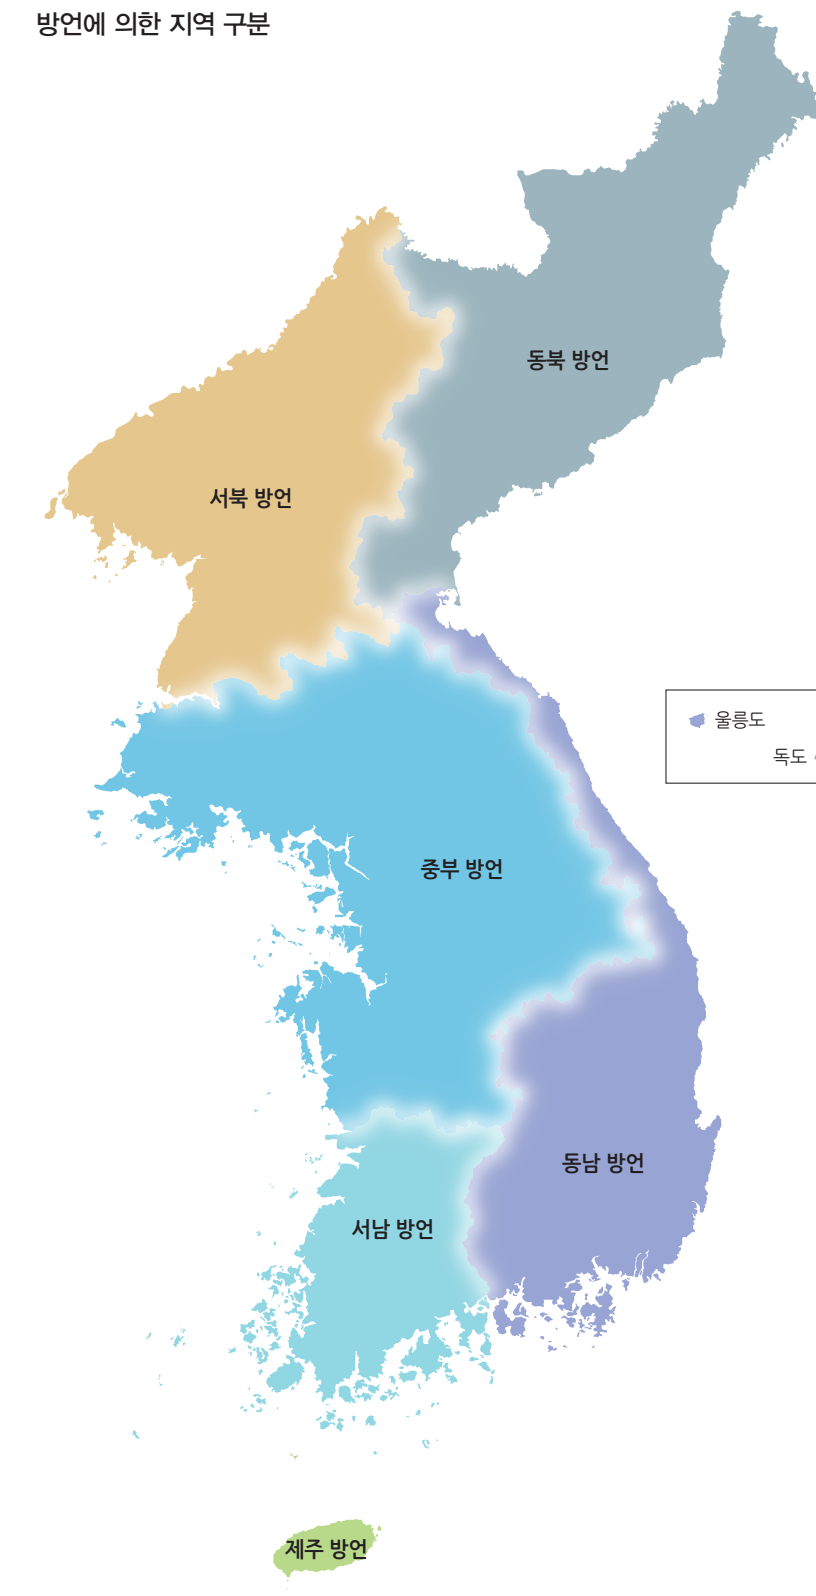 방언에 의한 지역 구분
동북 방언
서북 방언
울릉도
독도
중부 방언
동남 방언
서남 방언
제주 방언